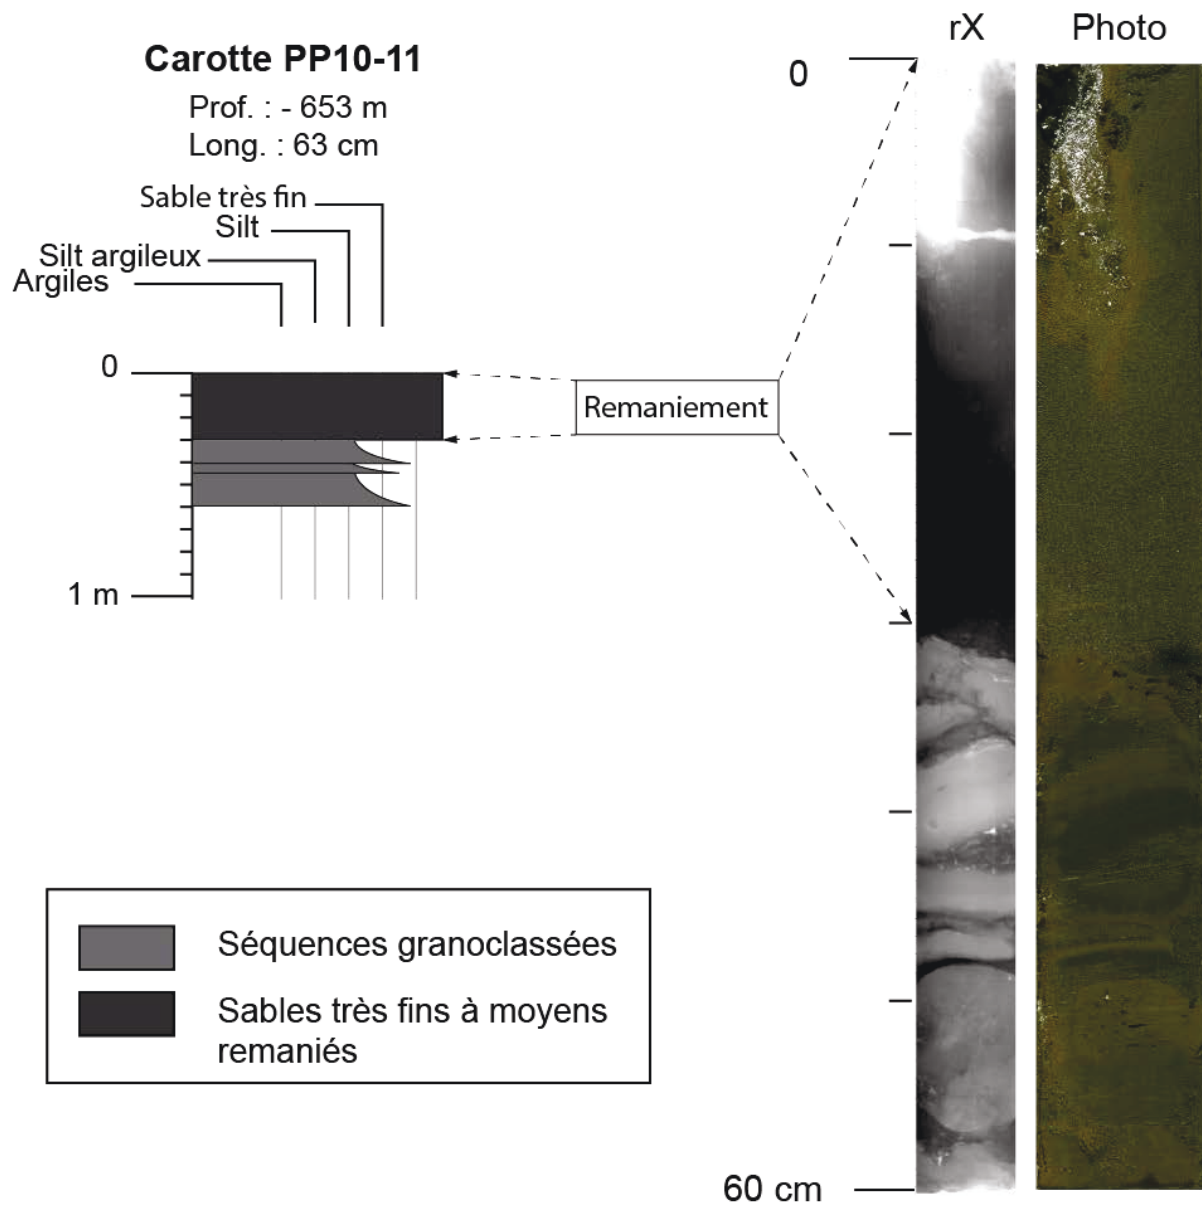 Carotte PP10-11
Prof. : - 653 m
Long. : 63 cm
Sable très fin
Silt
Silt argileux
Argiles
0
1 m
Remaniement
rX
Photo
0
60 cm
Séquences granoclassées
Sables très fins à moyens
remaniés